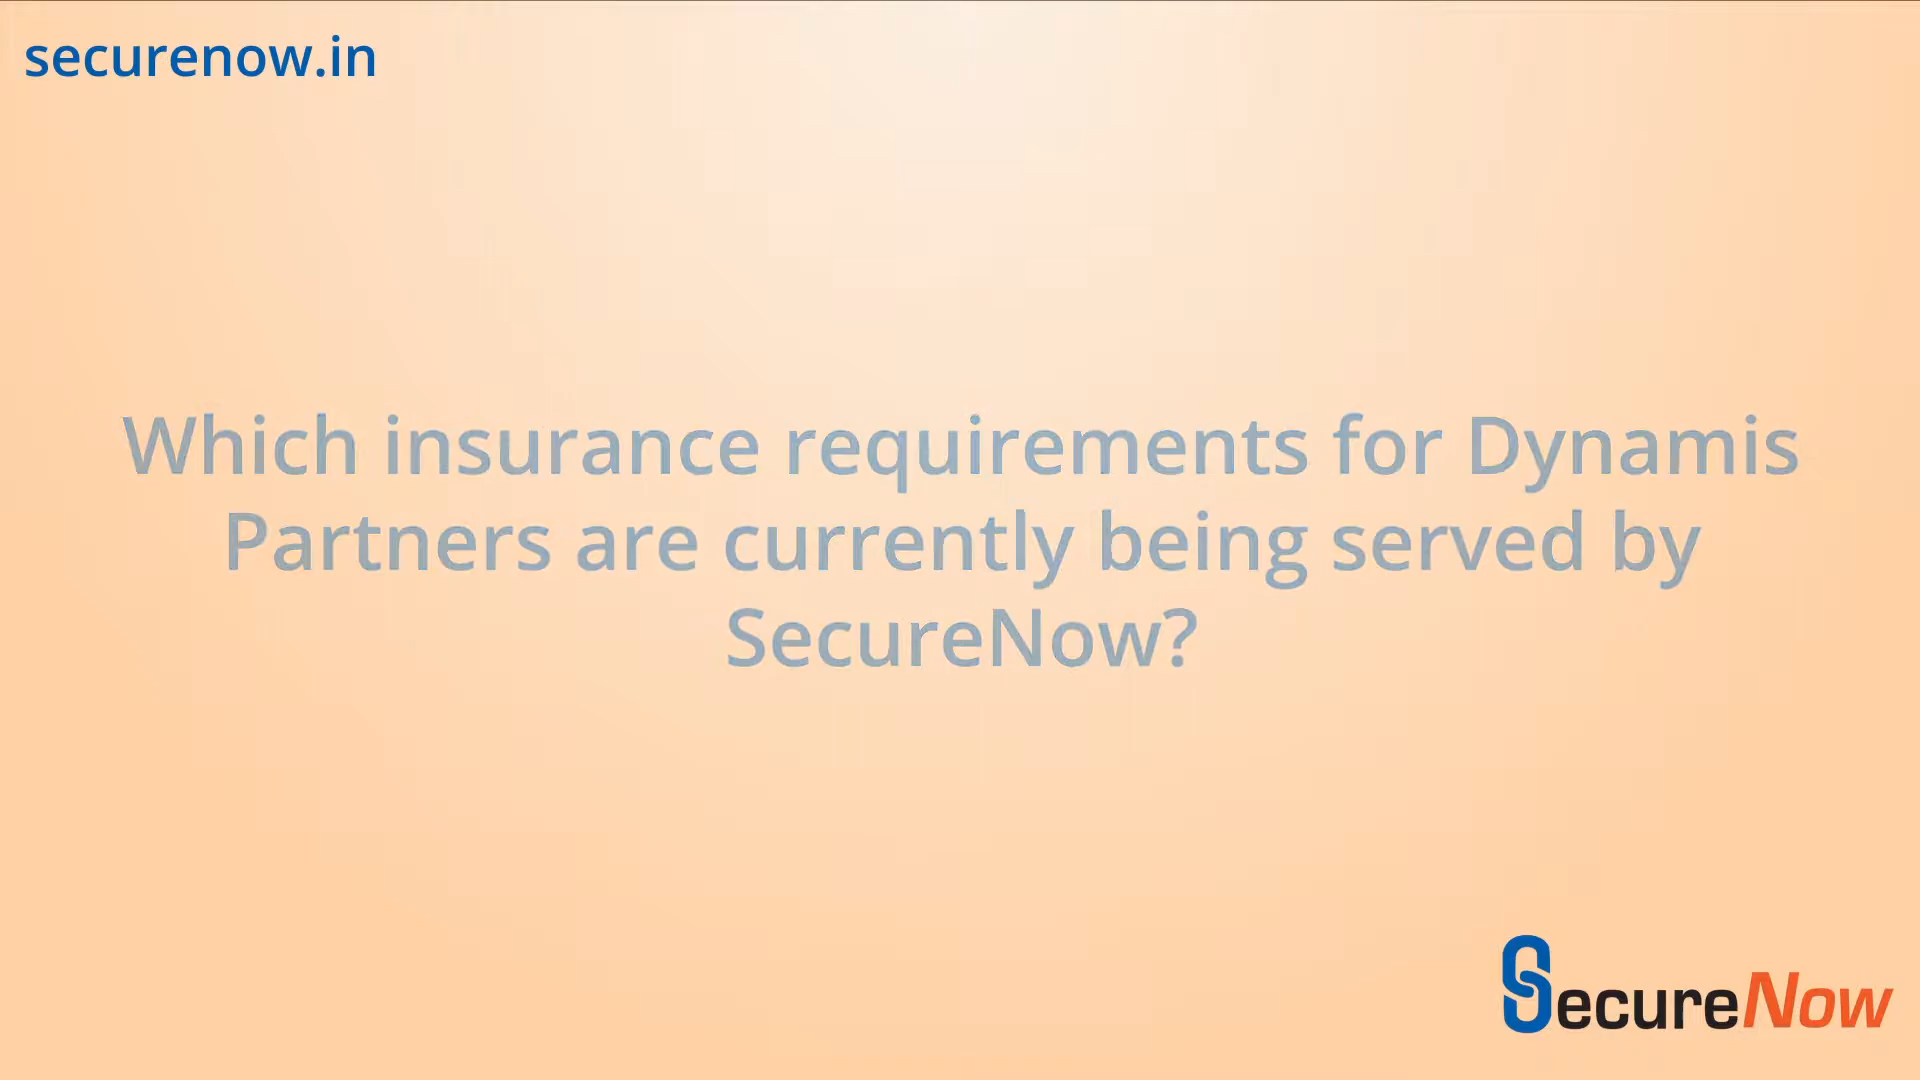 securenow.in
Which insurance requirements for Dynamis
Partners are currently being served by
SecureNow?
SecureNow